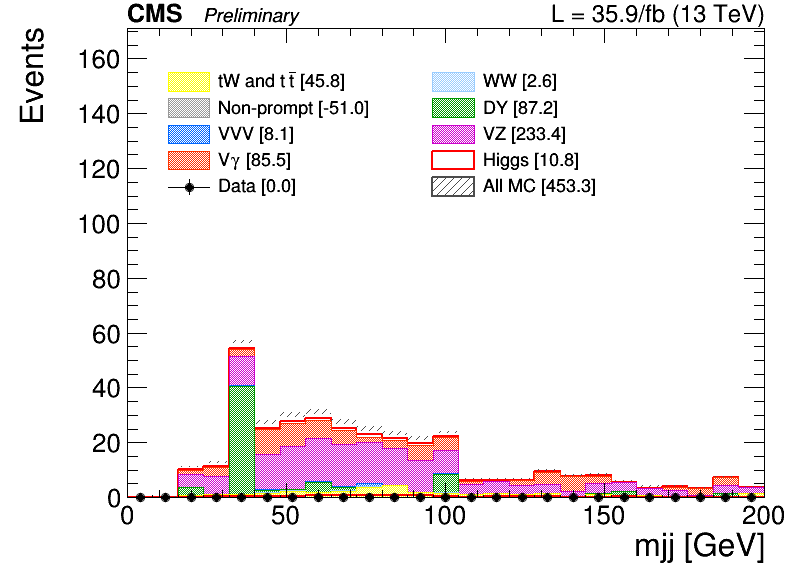 CMS Preliminary L = 35.9/fb (13 TeV)
Events
160
140
120
100
80
60
40
20
0
tW and tt̄ [45.8]
Non-prompt [-51.0]
VVV [8.1]
Vγ [85.5]
Data [0.0]
WW [2.6]
DY [87.2]
VZ [233.4]
Higgs [10.8]
All MC [453.3]
0 50 100 150 200
mjj [GeV]